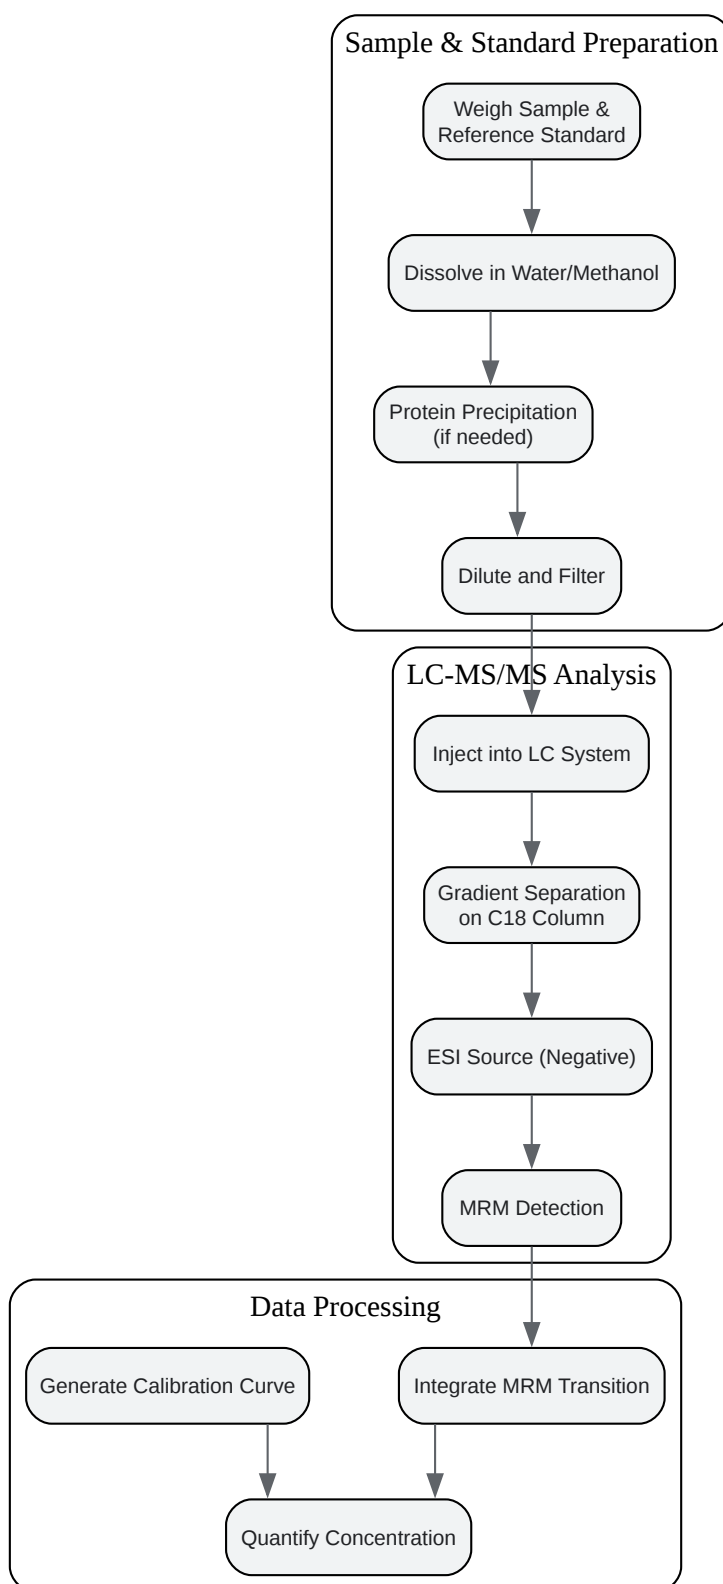 Sample & Standard Preparation
Weigh Sample &
Reference Standard
Dissolve in Water/Methanol
Protein Precipitation
(if needed)
Dilute and Filter
LC-MS/MS Analysis
Inject into LC System
Gradient Separation
on C18 Column
ESI Source (Negative)
MRM Detection
Data Processing
Generate Calibration Curve
Integrate MRM Transition
Quantify Concentration